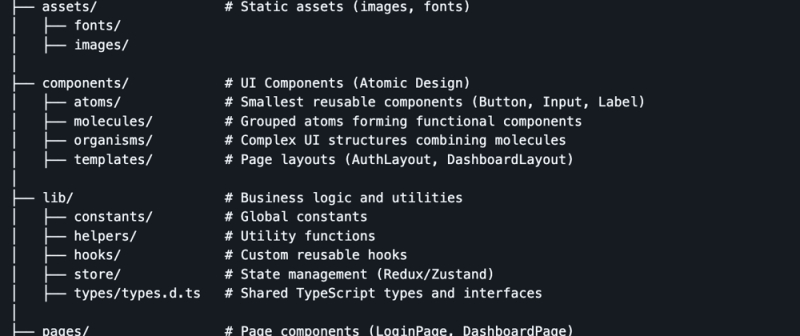 ├── assets/              # Static assets (images, fonts)
│   ├── fonts/
│   ├── images/
│
├── components/          # UI Components (Atomic Design)
│   ├── atoms/           # Smallest reusable components (Button, Input, Label)
│   ├── molecules/       # Grouped atoms forming functional components
│   ├── organisms/       # Complex UI structures combining molecules
│   ├── templates/       # Page layouts (AuthLayout, DashboardLayout)
│
├── lib/                 # Business logic and utilities
│   ├── constants/       # Global constants
│   ├── helpers/         # Utility functions
│   ├── hooks/           # Custom reusable hooks
│   ├── store/           # State management (Redux/Zustand)
│   ├── types/types.d.ts # Shared TypeScript types and interfaces
│
├── pages/               # Page components (LoginPage, DashboardPage)